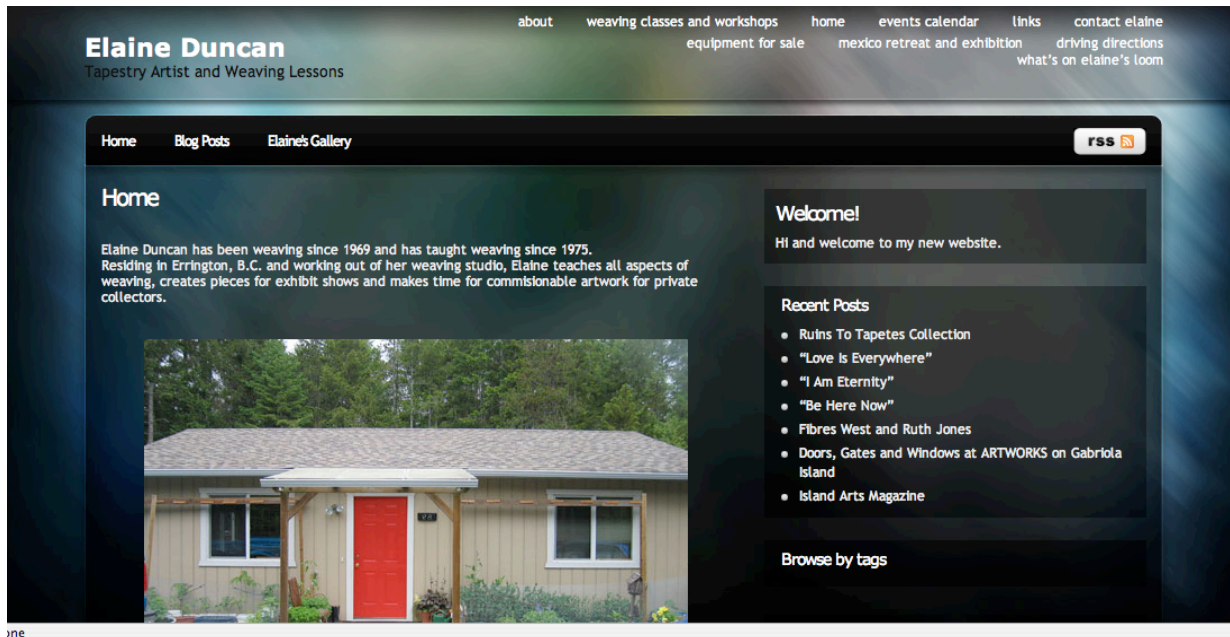 about weaving classes and workshops home events calendar links contact elaine
equipment for sale mexico retreat and exhibition driving directions
what's on elaine's loom
Elaine Duncan
Tapestry Artist and Weaving Lessons
Home Blog Posts Elaine's Gallery rss
Home
Elaine Duncan has been weaving since 1969 and has taught weaving since 1975.
Residing in Errington, B.C. and working out of her weaving studio, Elaine teaches all aspects of
weaving, creates pieces for exhibit shows and makes time for commisionable artwork for private
collectors.
Welcome!
Hi and welcome to my new website.
Recent Posts
Ruins To Tapetes Collection
“Love Is Everywhere”
“I Am Eternity”
“Be Here Now”
Fibres West and Ruth Jones
Doors, Gates and Windows at ARTWORKS on Gabriola
Island
Island Arts Magazine
Browse by tags